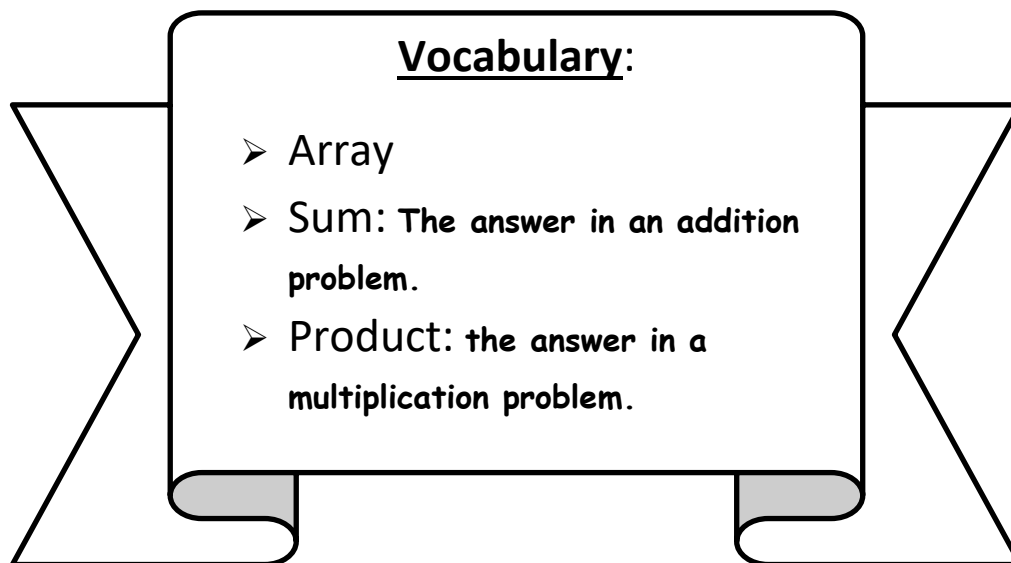 Vocabulary:
➢ Array
➢ Sum: The answer in an addition
problem.
➢ Product: the answer in a
multiplication problem.